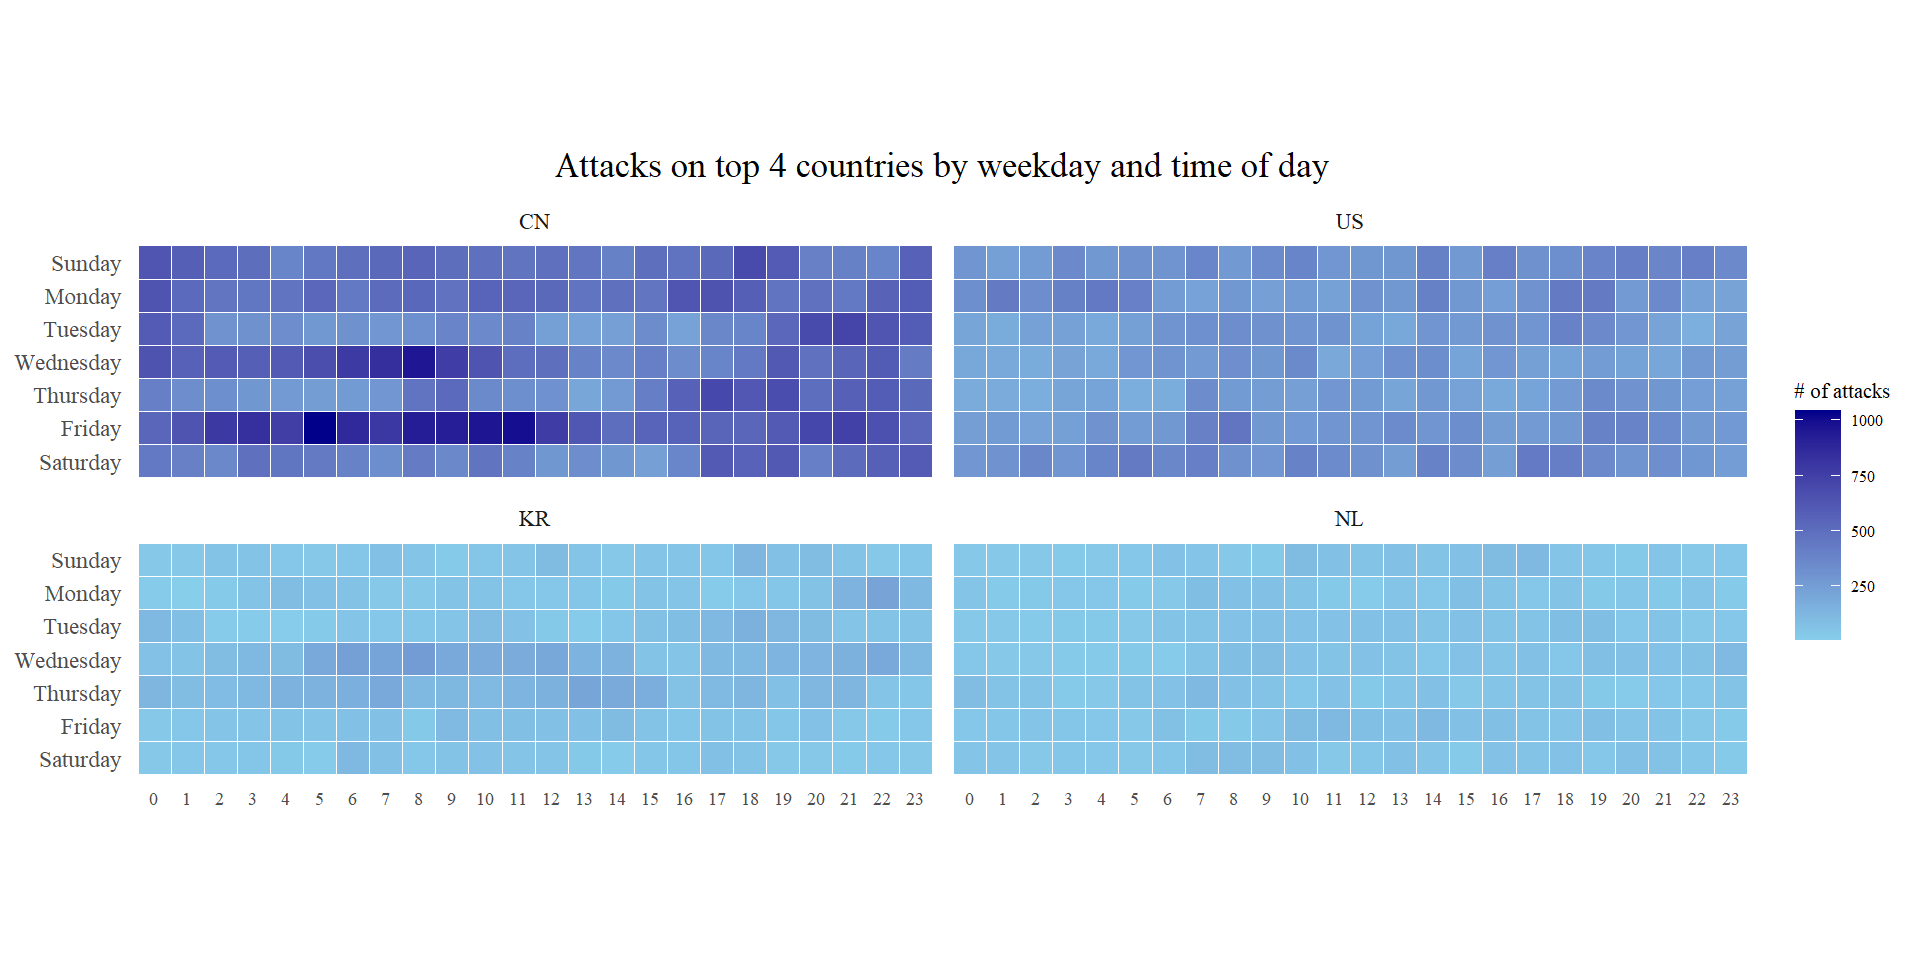 Attacks on top 4 countries by weekday and time of day
CN
US
Sunday
Monday
Tuesday
Wednesday
Thursday
Friday
Saturday
# of attacks
1000
750
500
250
KR
NL
Sunday
Monday
Tuesday
Wednesday
Thursday
Friday
Saturday
0 1 2 3 4 5 6 7 8 9 10 11 12 13 14 15 16 17 18 19 20 21 22 23
0 1 2 3 4 5 6 7 8 9 10 11 12 13 14 15 16 17 18 19 20 21 22 23